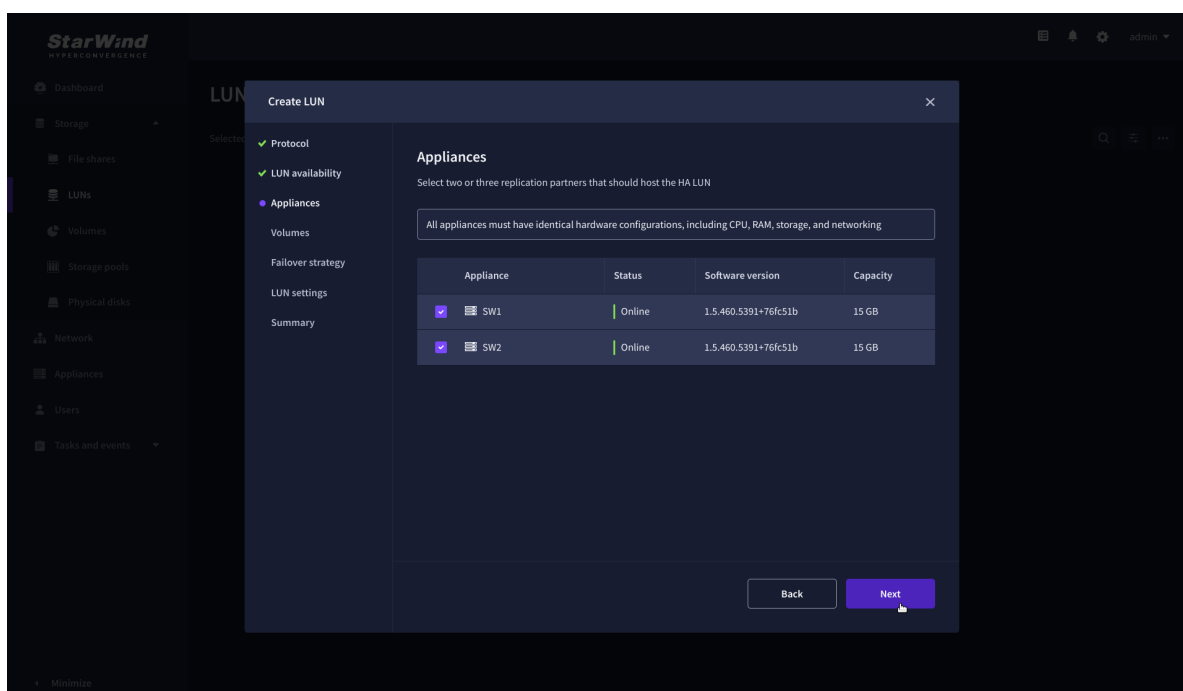 StarWind
HYPERCONVERGENCE
admin
Dashboard
Storage
File shares
LUNs
Volumes
Storage pools
Physical disks
Network
Appliances
Users
Tasks and events
Minimize
LUN
Selected
Create LUN
Protocol
LUN availability
Appliances
Volumes
Failover strategy
LUN settings
Summary
Appliances
Select two or three replication partners that should host the HA LUN
All appliances must have identical hardware configurations, including CPU, RAM, storage, and networking
Appliance Status Software version Capacity
SW1 Online 1.5.460.5391+76fc51b 15 GB
SW2 Online 1.5.460.5391+76fc51b 15 GB
Back Next